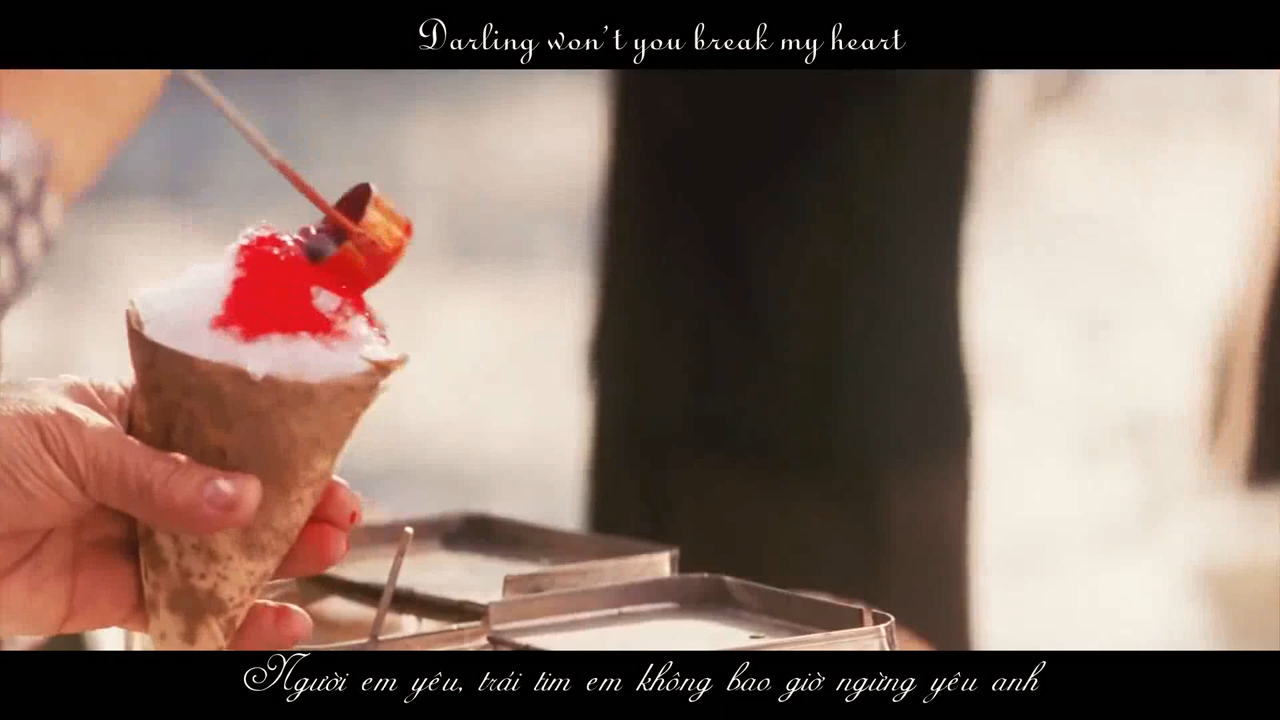 Darling won't you break my heart
Người em yêu, trái tim em không bao giờ ngừng yêu anh